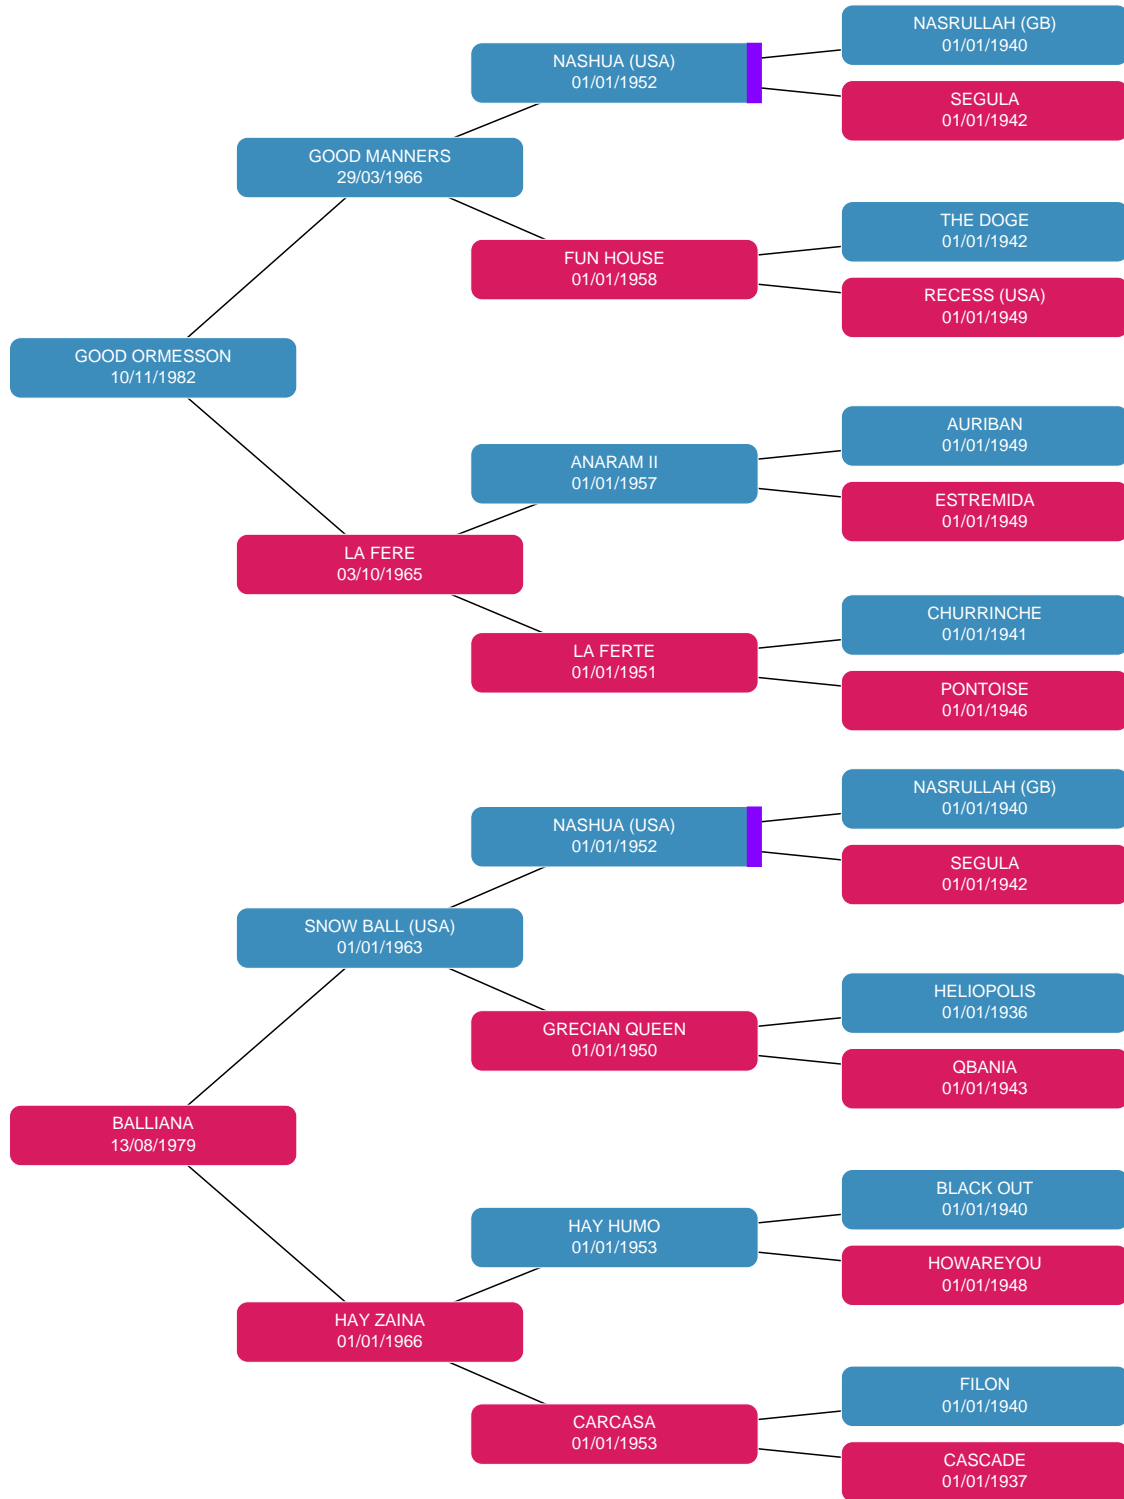 NASRULLAH (GB)
01/01/1940
NASHUA (USA)
01/01/1952
SEGULA
01/01/1942
GOOD MANNERS
29/03/1966
THE DOGE
01/01/1942
FUN HOUSE
01/01/1958
RECESS (USA)
01/01/1949
GOOD ORMESSON
10/11/1982
AURIBAN
01/01/1949
ANARAM II
01/01/1957
ESTREMIDA
01/01/1949
LA FERE
03/10/1965
CHURRINCHE
01/01/1941
LA FERTE
01/01/1951
PONTOISE
01/01/1946
NASRULLAH (GB)
01/01/1940
NASHUA (USA)
01/01/1952
SEGULA
01/01/1942
SNOW BALL (USA)
01/01/1963
HELIOPOLIS
01/01/1936
GRECIAN QUEEN
01/01/1950
QBANIA
01/01/1943
BALLIANA
13/08/1979
BLACK OUT
01/01/1940
HAY HUMO
01/01/1953
HOWAREYOU
01/01/1948
HAY ZAINA
01/01/1966
FILON
01/01/1940
CARCASA
01/01/1953
CASCADE
01/01/1937